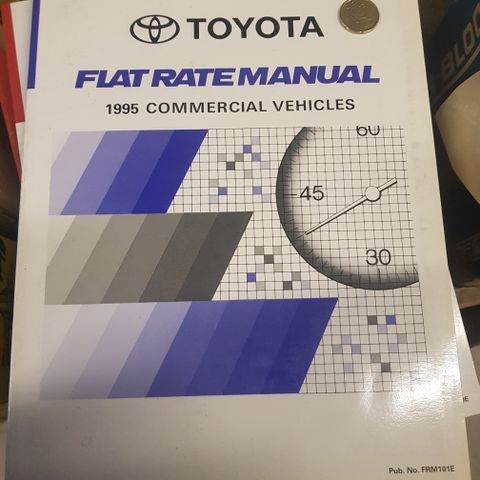 TOYOTA
FLAT RATE MANUAL
1995 COMMERCIAL VEHICLES
60
45
30
Pub. No. FRM101E